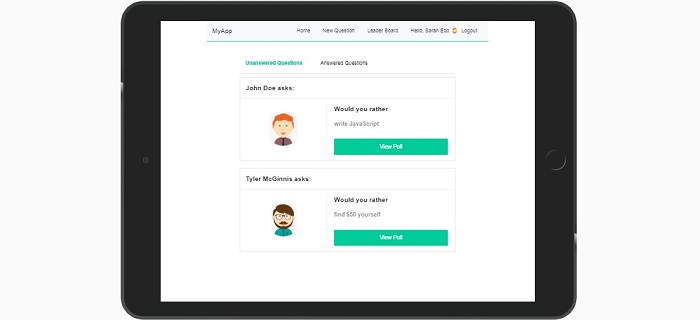 MyApp Home New Question Leader Board Hello, Sarah Edo Logout
Unanswered Questions Answered Questions
John Doe asks:
Would you rather
write JavaScript
View Poll
Tyler McGinnis asks:
Would you rather
find $50 yourself
View Poll